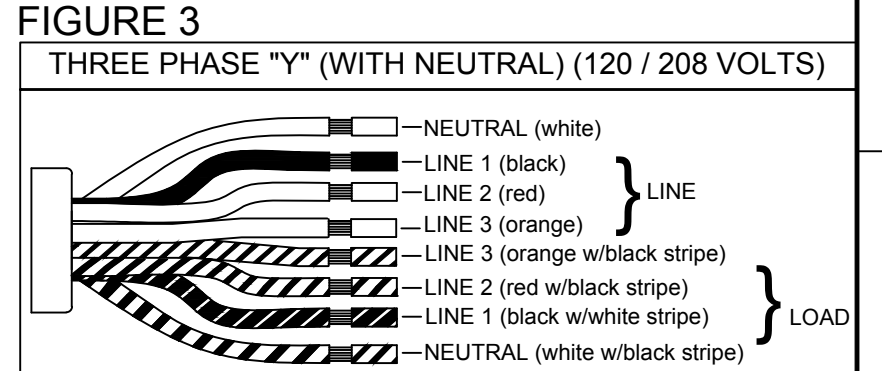 FIGURE 3
THREE PHASE "Y" (WITH NEUTRAL) (120 / 208 VOLTS)
NEUTRAL (white)
LINE 1 (black)
LINE 2 (red)
LINE
LINE 3 (orange)
LINE 3 (orange w/black stripe)
LINE 2 (red w/black stripe)
LINE 1 (black w/white stripe)
LOAD
NEUTRAL (white w/black stripe)